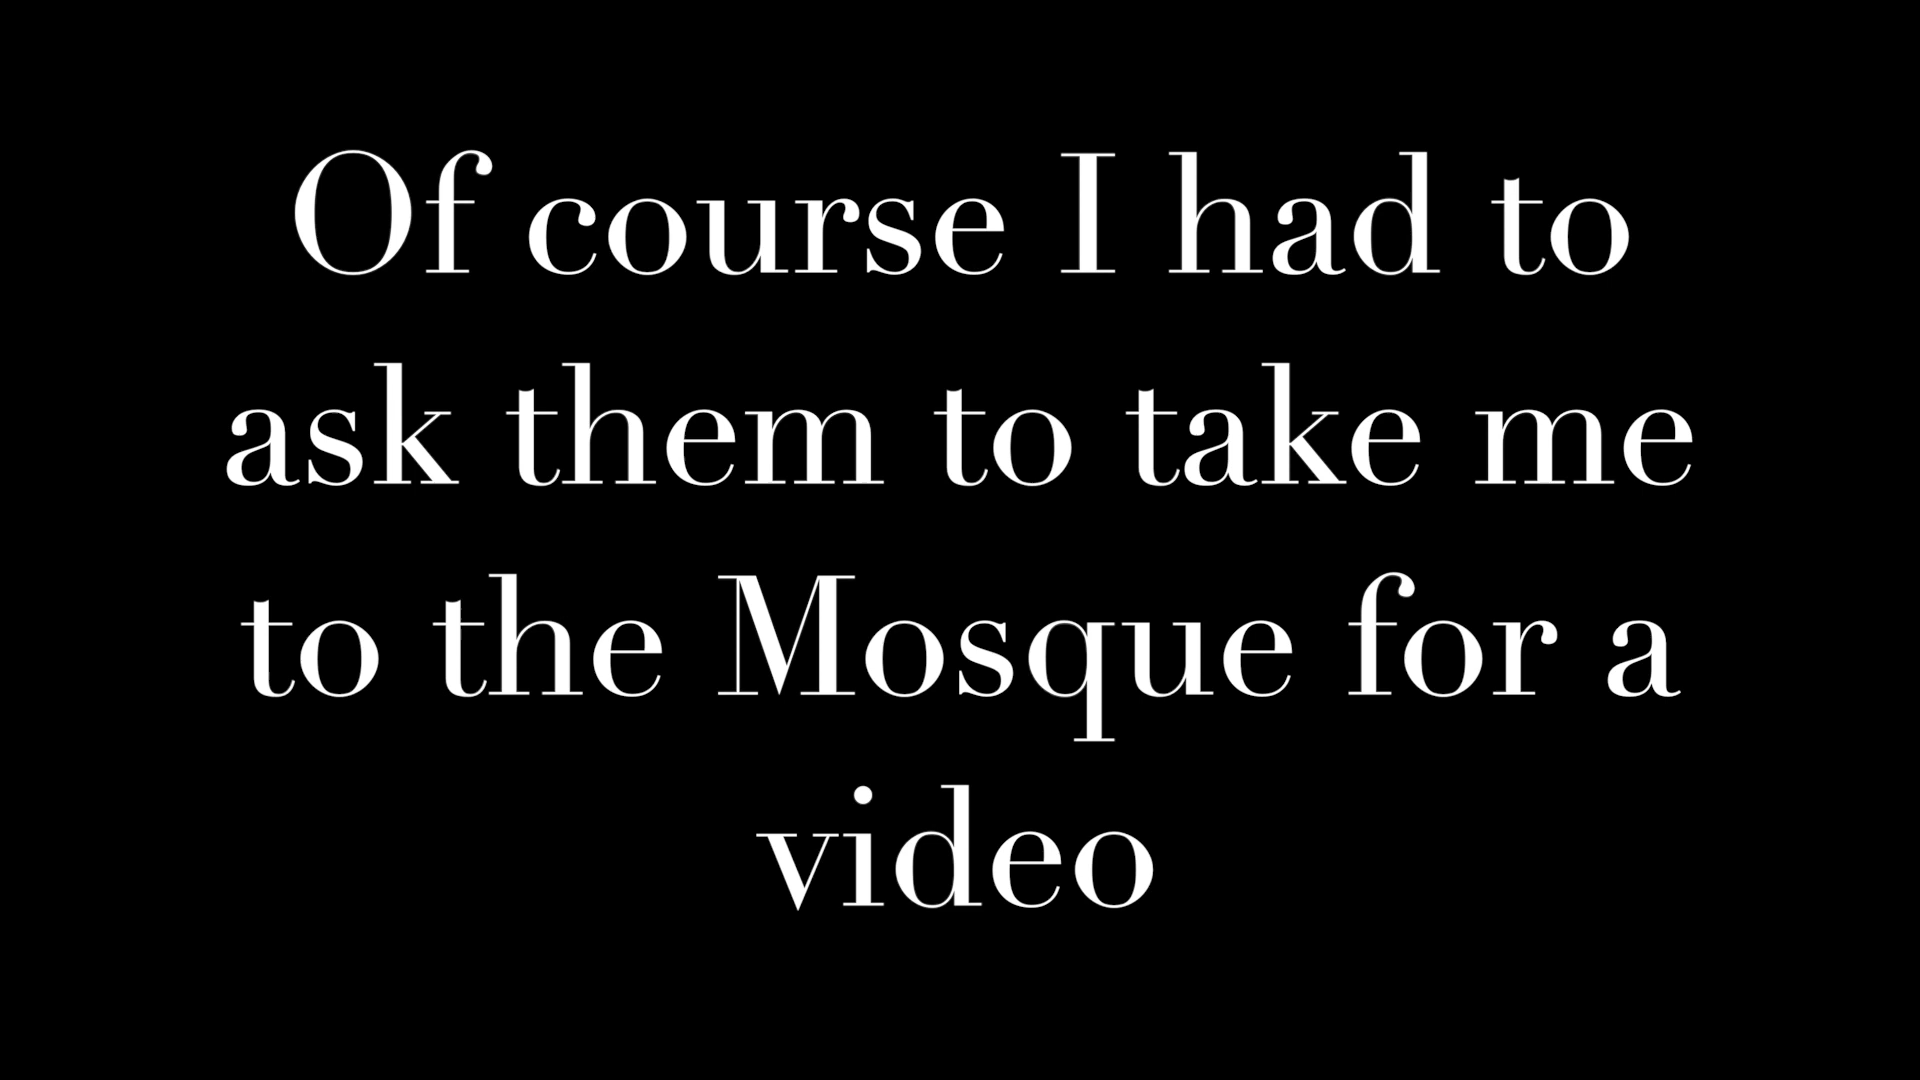 Of course I had to
ask them to take me
to the Mosque for a
video